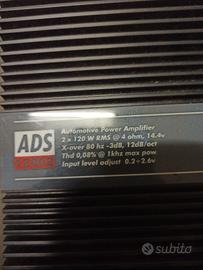 ADS
Automotive Power Amplifier
2 x 120 W RMS @ 4 ohm, 14.4v
X-over 80 hz -3dB, 12dB/oct
Thd 0,08% @ 1khz max pow.
Input level adjust 0.2÷2.6v
subito